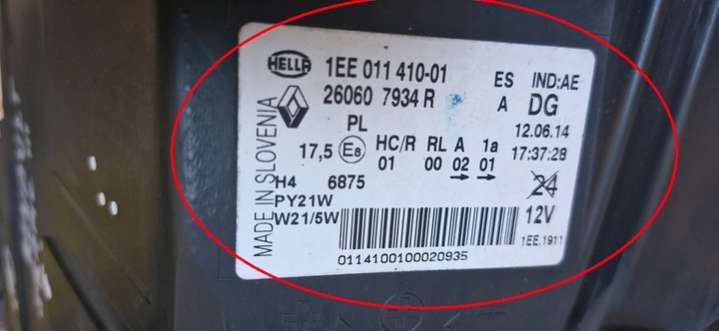 HELLA 1EE 011 410-01 ES IND:AE
26060 7934 R A DG
PL 12.06.14
17,5 E8 HC/R RL A 1a 17:37:28
01 00 02 01
H4 6875 24
PY21W
W21/5W 12V
1EE.1911
0114100100020935
MADE IN SLOVENIA